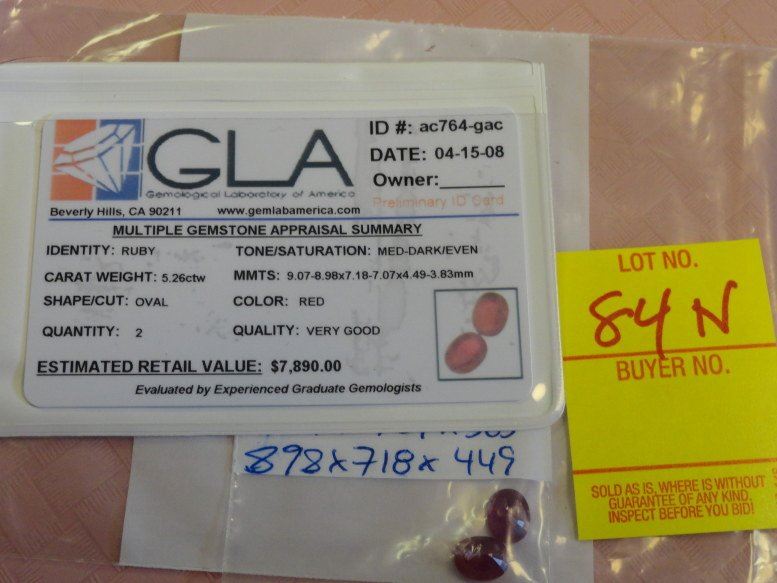 GLA
Gemological Laboratory of America
Beverly Hills, CA 90211 www.gemlabamerica.com
ID #: ac764-gac
DATE: 04-15-08
Owner:
Preliminary ID Card
MULTIPLE GEMSTONE APPRAISAL SUMMARY
IDENTITY: RUBY TONE/SATURATION: MED-DARK/EVEN
CARAT WEIGHT: 5.26ctw MMTS: 9.07-8.98x7.18-7.07x4.49-3.83mm
SHAPE/CUT: OVAL COLOR: RED
QUANTITY: 2 QUALITY: VERY GOOD
ESTIMATED RETAIL VALUE: $7,890.00
Evaluated by Experienced Graduate Gemologists
898x718x449
LOT NO.
84 N
BUYER NO.
SOLD AS IS, WHERE IS WITHOUT
GUARANTEE OF ANY KIND.
INSPECT BEFORE YOU BID!